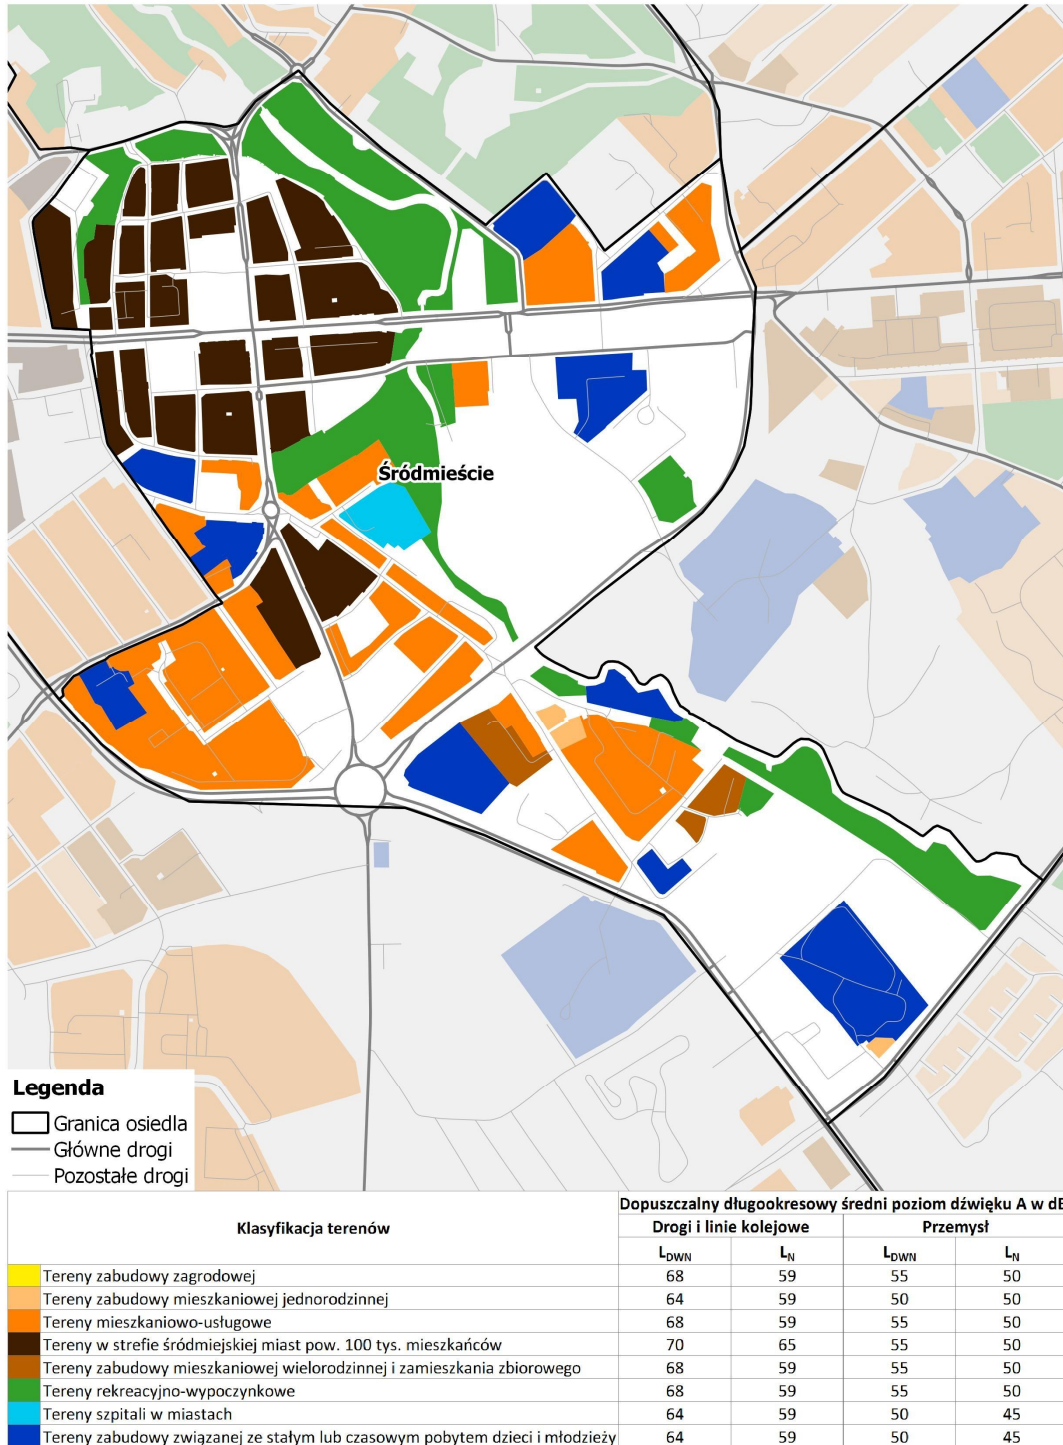 Śródmieście
Legenda
Granica osiedla
Główne drogi
Pozostałe drogi
Klasyfikacja terenów
Dopuszczalny długookresowy średni poziom dźwięku A w dB
Drogi i linie kolejowe Przemysł
LDWN LN LDWN LN
Tereny zabudowy zagrodowej 68 59 55 50
Tereny zabudowy mieszkaniowej jednorodzinnej 64 59 50 50
Tereny mieszkaniowo-usługowe 68 59 55 50
Tereny w strefie śródmiejskiej miast pow. 100 tys. mieszkańców 70 65 55 50
Tereny zabudowy mieszkaniowej wielorodzinnej i zamieszkania zbiorowego 68 59 55 50
Tereny rekreacyjno-wypoczynkowe 68 59 55 50
Tereny szpitali w miastach 64 59 50 45
Tereny zabudowy związanej ze stałym lub czasowym pobytem dzieci i młodzieży 64 59 50 45